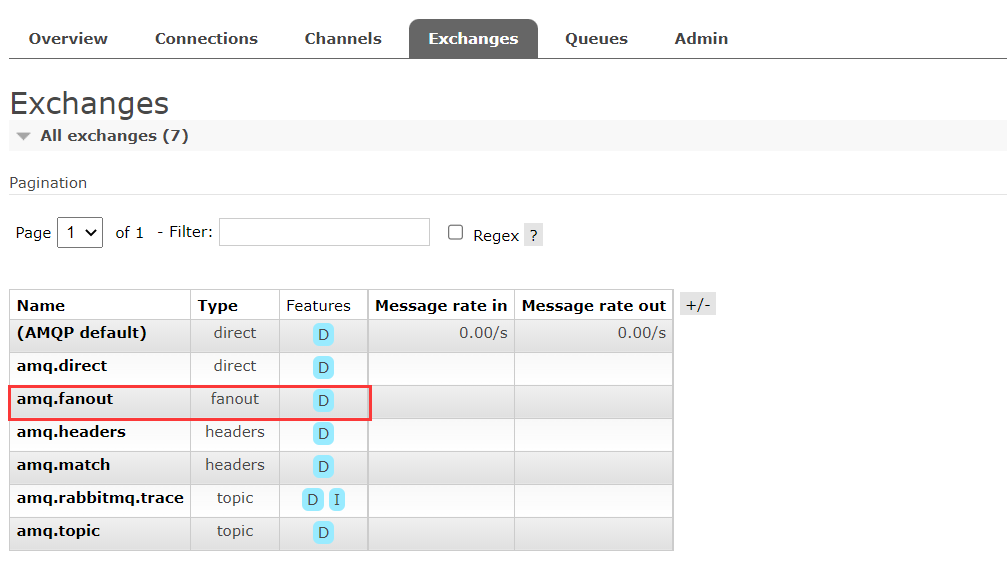 Overview Connections Channels Exchanges Queues Admin
Exchanges
All exchanges (7)
Pagination
Page 1 of 1 - Filter: Regex ?
Name Type Features Message rate in Message rate out +/-
(AMQP default) direct D 0.00/s 0.00/s
amq.direct direct D
amq.fanout fanout D
amq.headers headers D
amq.match headers D
amq.rabbitmq.trace topic D I
amq.topic topic D